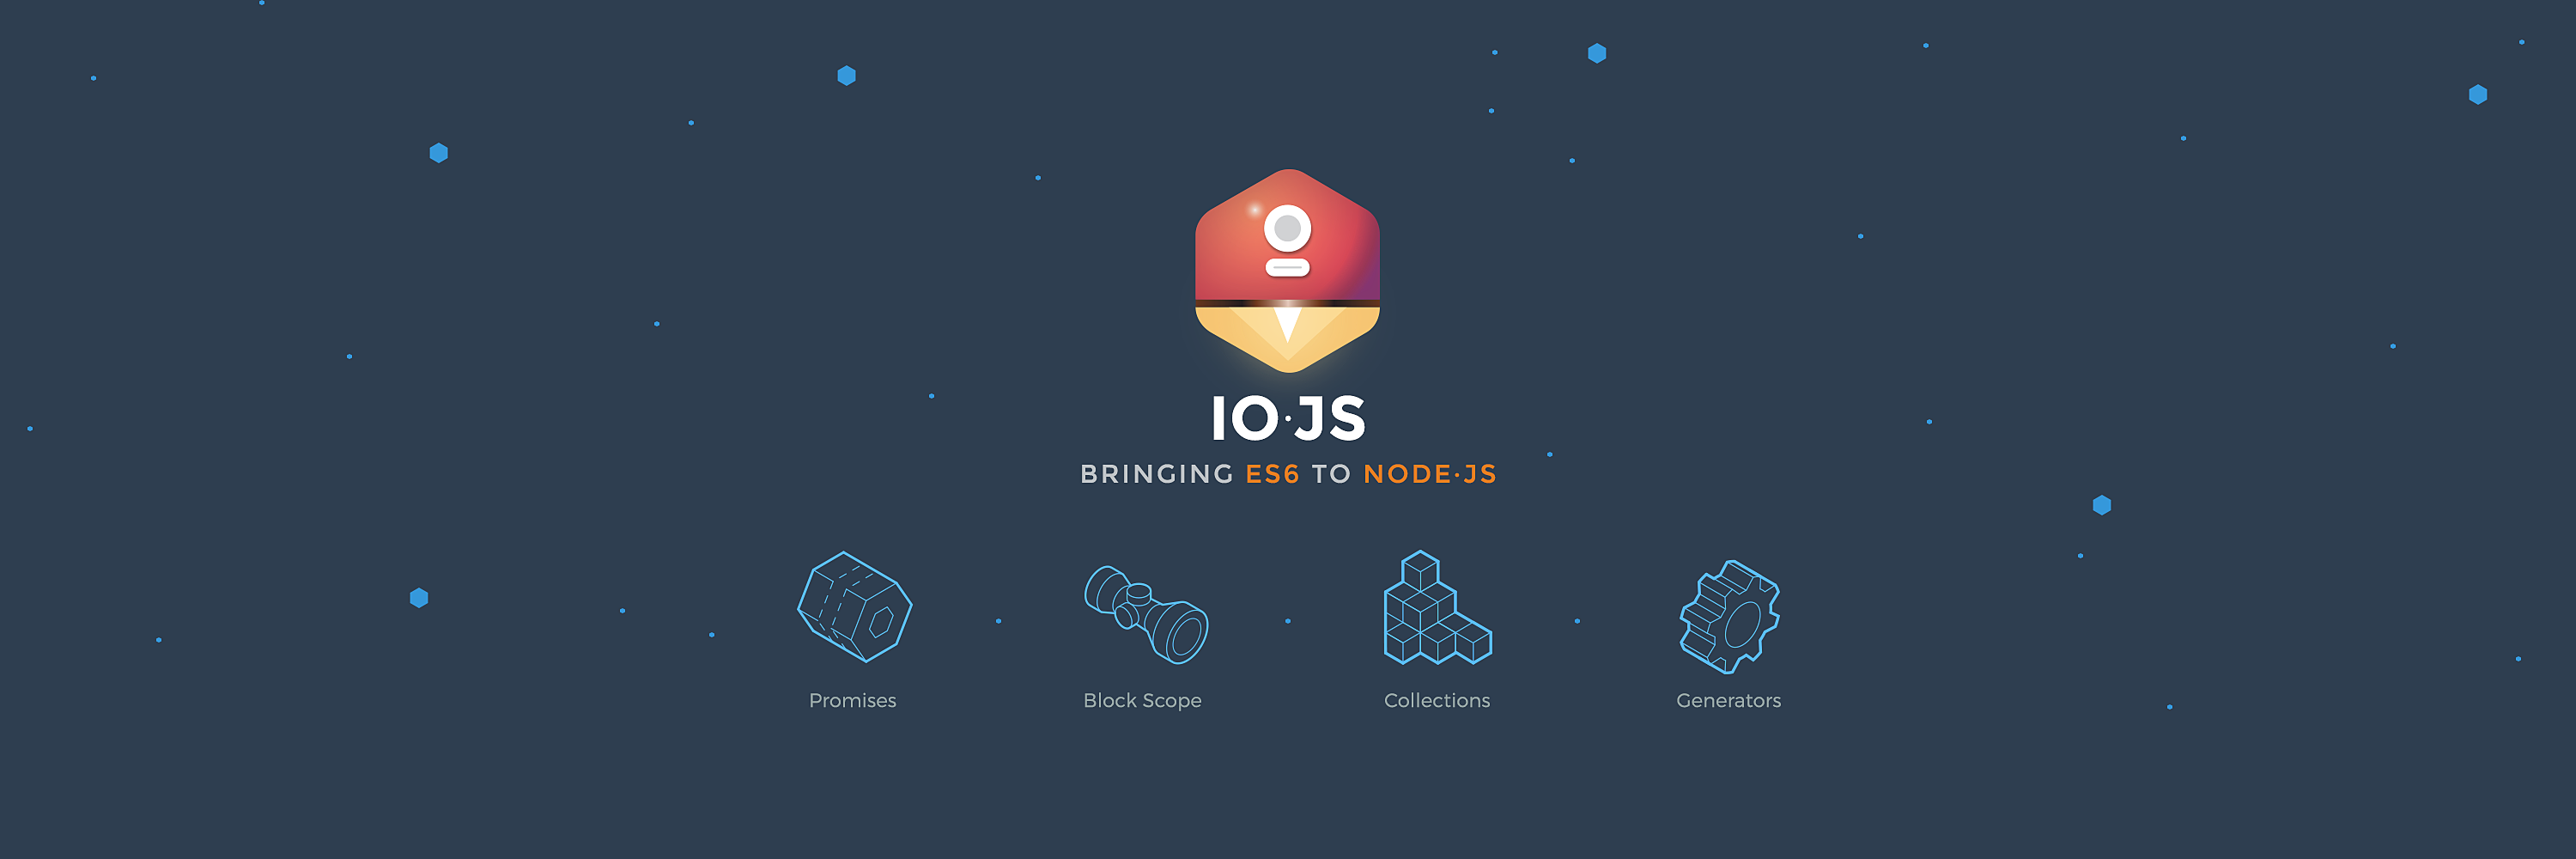 IO·JS
BRINGING ES6 TO NODE·JS
Promises
Block Scope
Collections
Generators